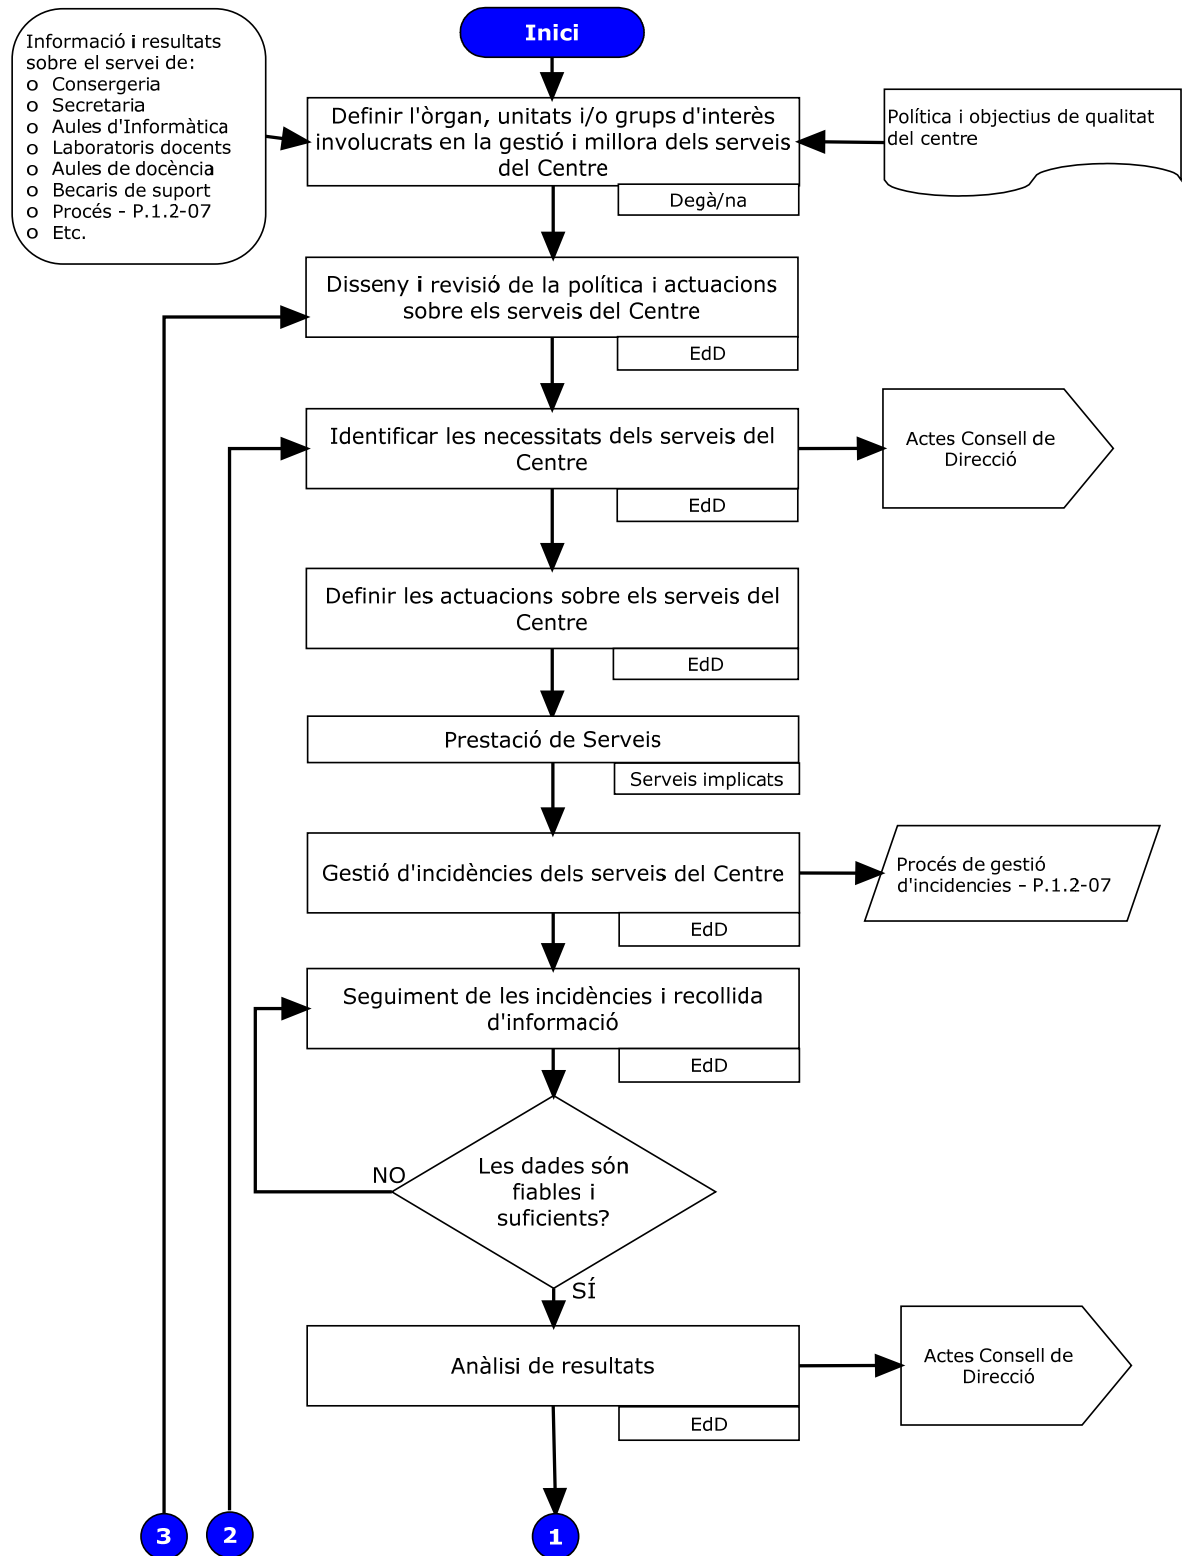 Inici
Informació i resultats
sobre el servei de:
o Consergeria
o Secretaria
o Aules d'Informàtica
o Laboratoris docents
o Aules de docència
o Becaris de suport
o Procés - P.1.2-07
o Etc.
Definir l'òrgan, unitats i/o grups d'interès
involucrats en la gestió i millora dels serveis
del Centre
Degà/na
Política i objectius de qualitat
del centre
Disseny i revisió de la política i actuacions
sobre els serveis del Centre
EdD
Identificar les necessitats dels serveis del
Centre
EdD
Actes Consell de
Direcció
Definir les actuacions sobre els serveis del
Centre
EdD
Prestació de Serveis
Serveis implicats
Gestió d'incidències dels serveis del Centre
EdD
Procés de gestió
d'incidencies - P.1.2-07
Seguiment de les incidències i recollida
d'informació
EdD
Les dades són
fiables i
suficients?
NO
SÍ
Anàlisi de resultats
EdD
Actes Consell de
Direcció
3
2
1